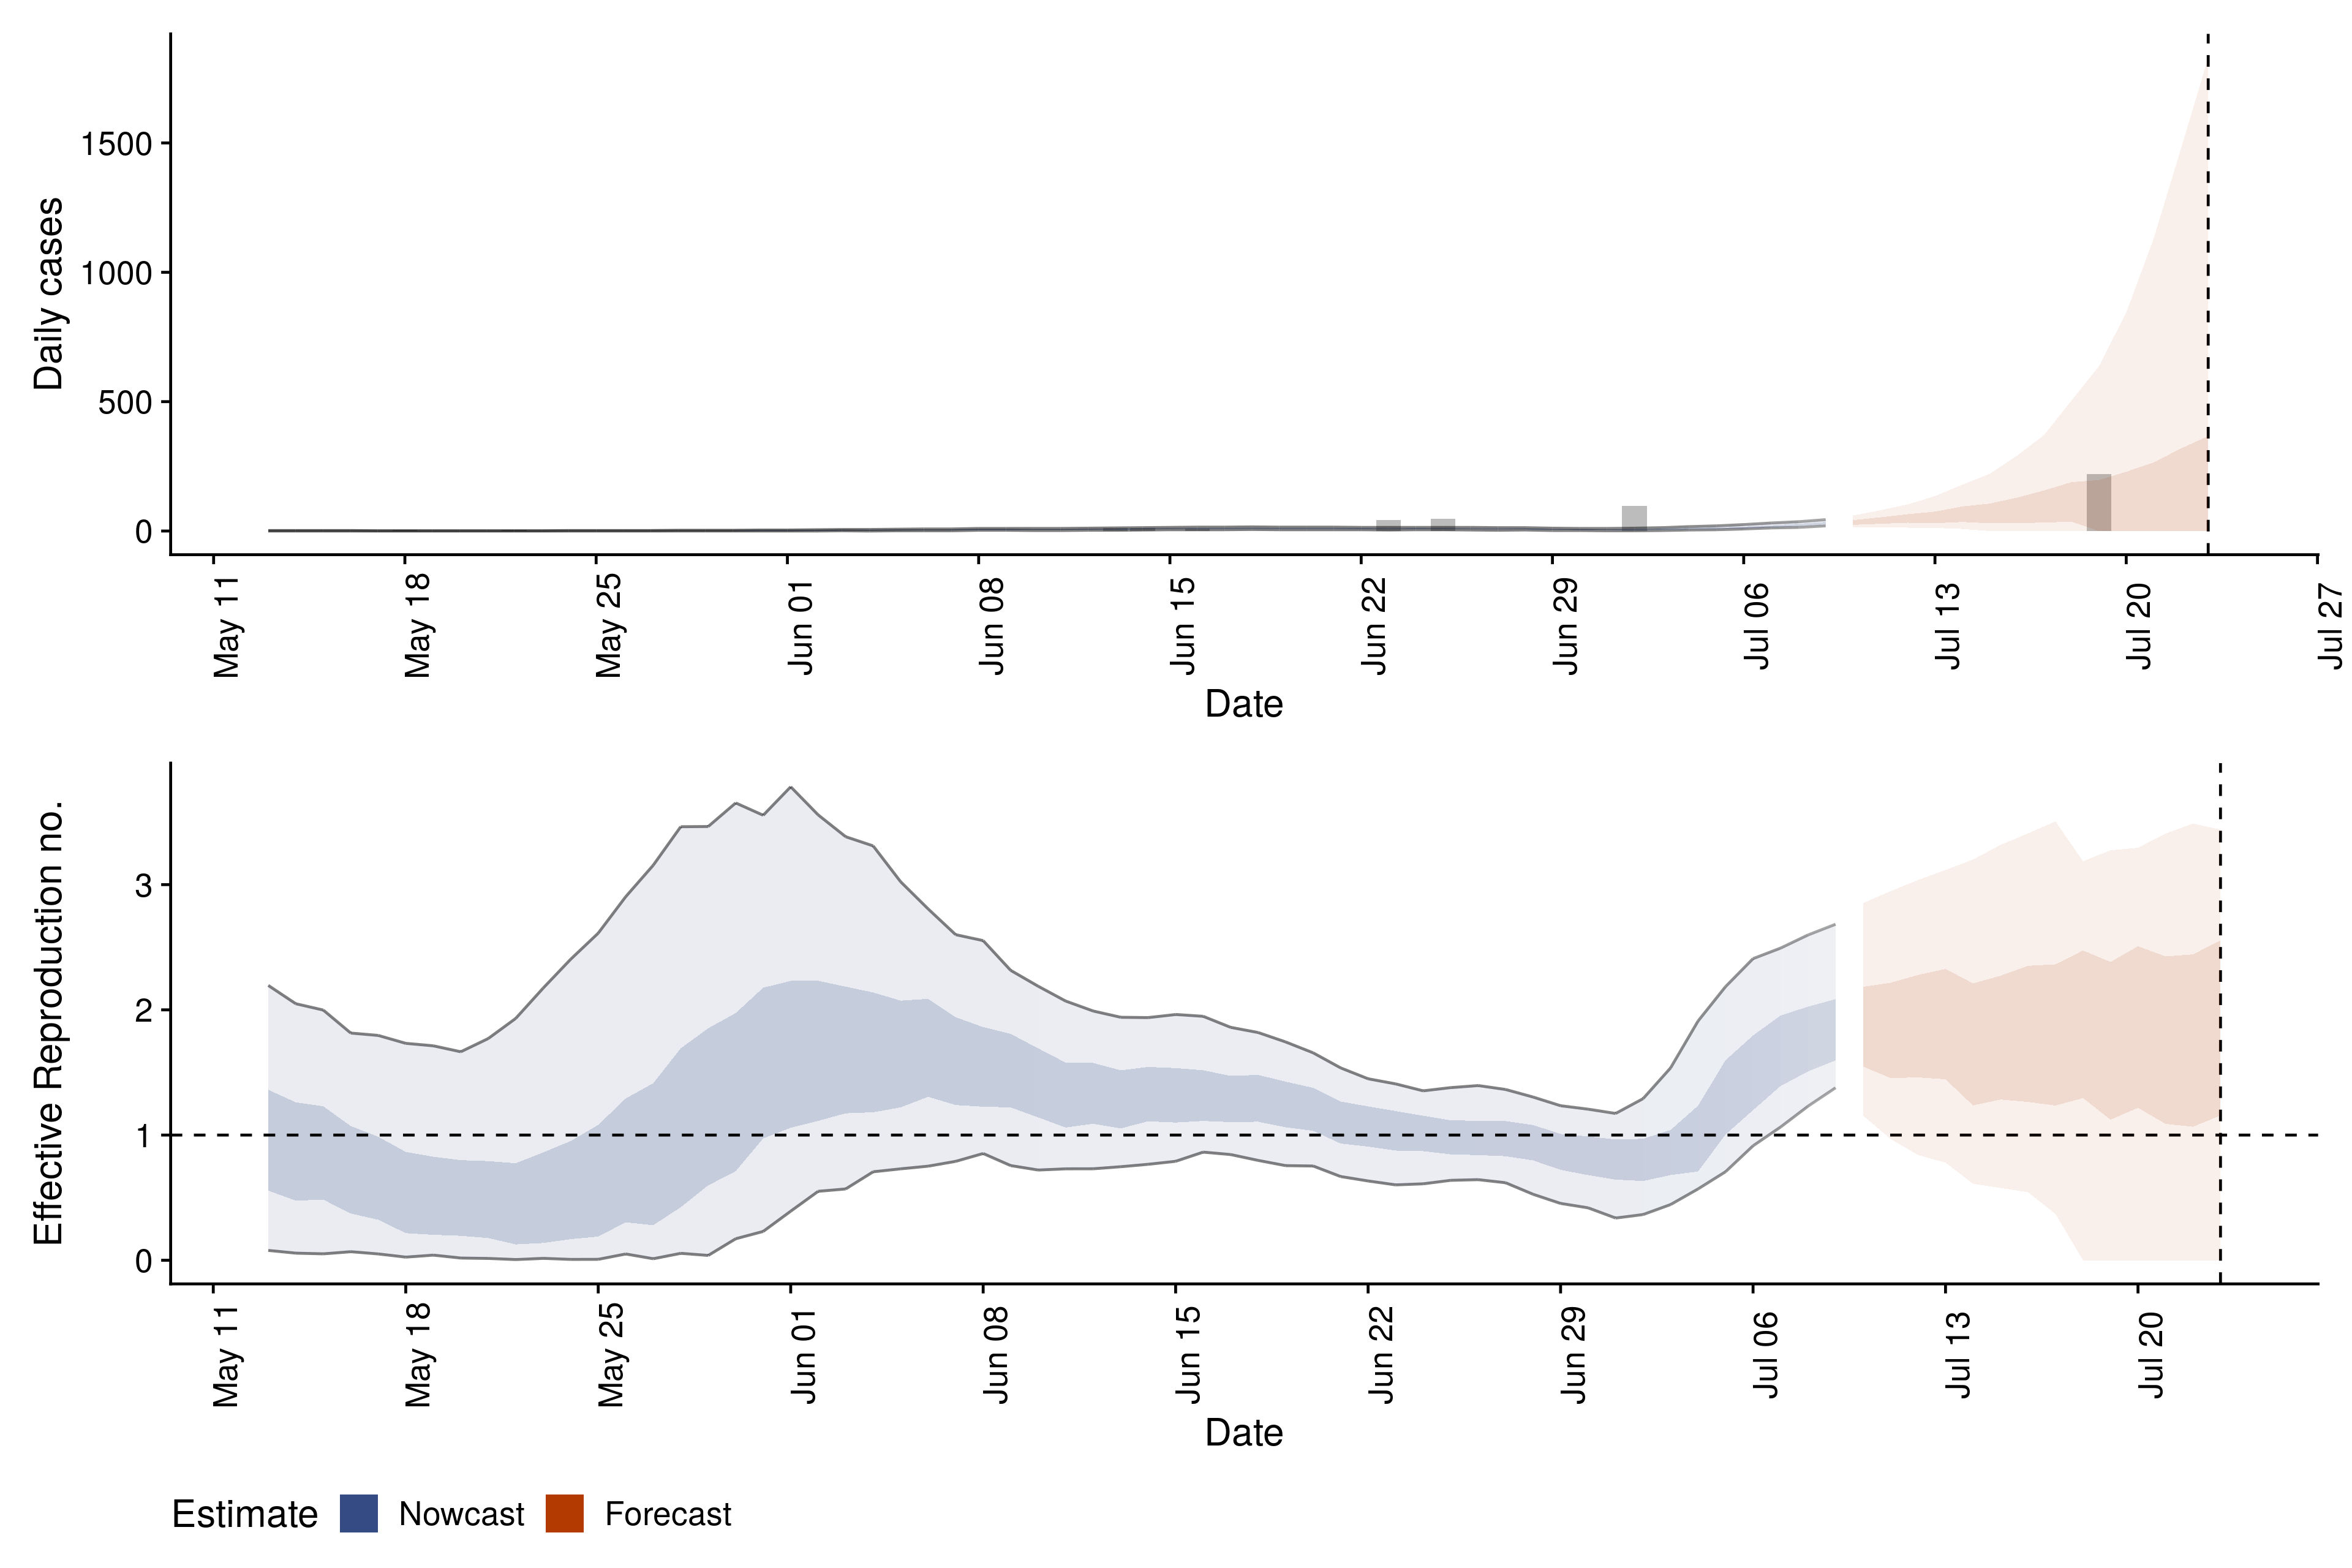 Daily cases
1500
1000
500
0
May 11 May 18 May 25 Jun 01 Jun 08 Jun 15 Jun 22 Jun 29 Jul 06 Jul 13 Jul 20 Jul 27
Date
Effective Reproduction no.
3
2
1
0
May 11 May 18 May 25 Jun 01 Jun 08 Jun 15 Jun 22 Jun 29 Jul 06 Jul 13 Jul 20
Date
Estimate Nowcast Forecast